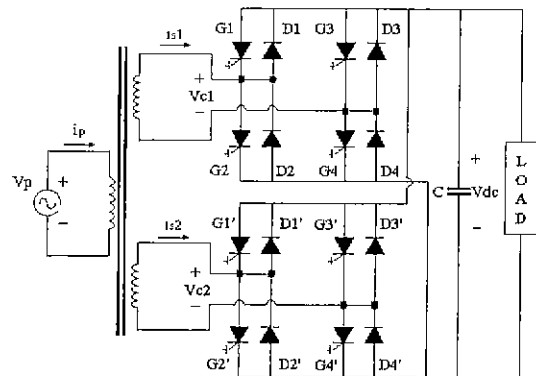 G1 D1 G3 D3
is1
+
Vc1
−
ip
G2 D2 G4 D4
Vp
+
−
+
C Vdc
−
LOAD
is2
G1' D1' G3' D3'
+
Vc2
−
G2' D2' G4' D4'